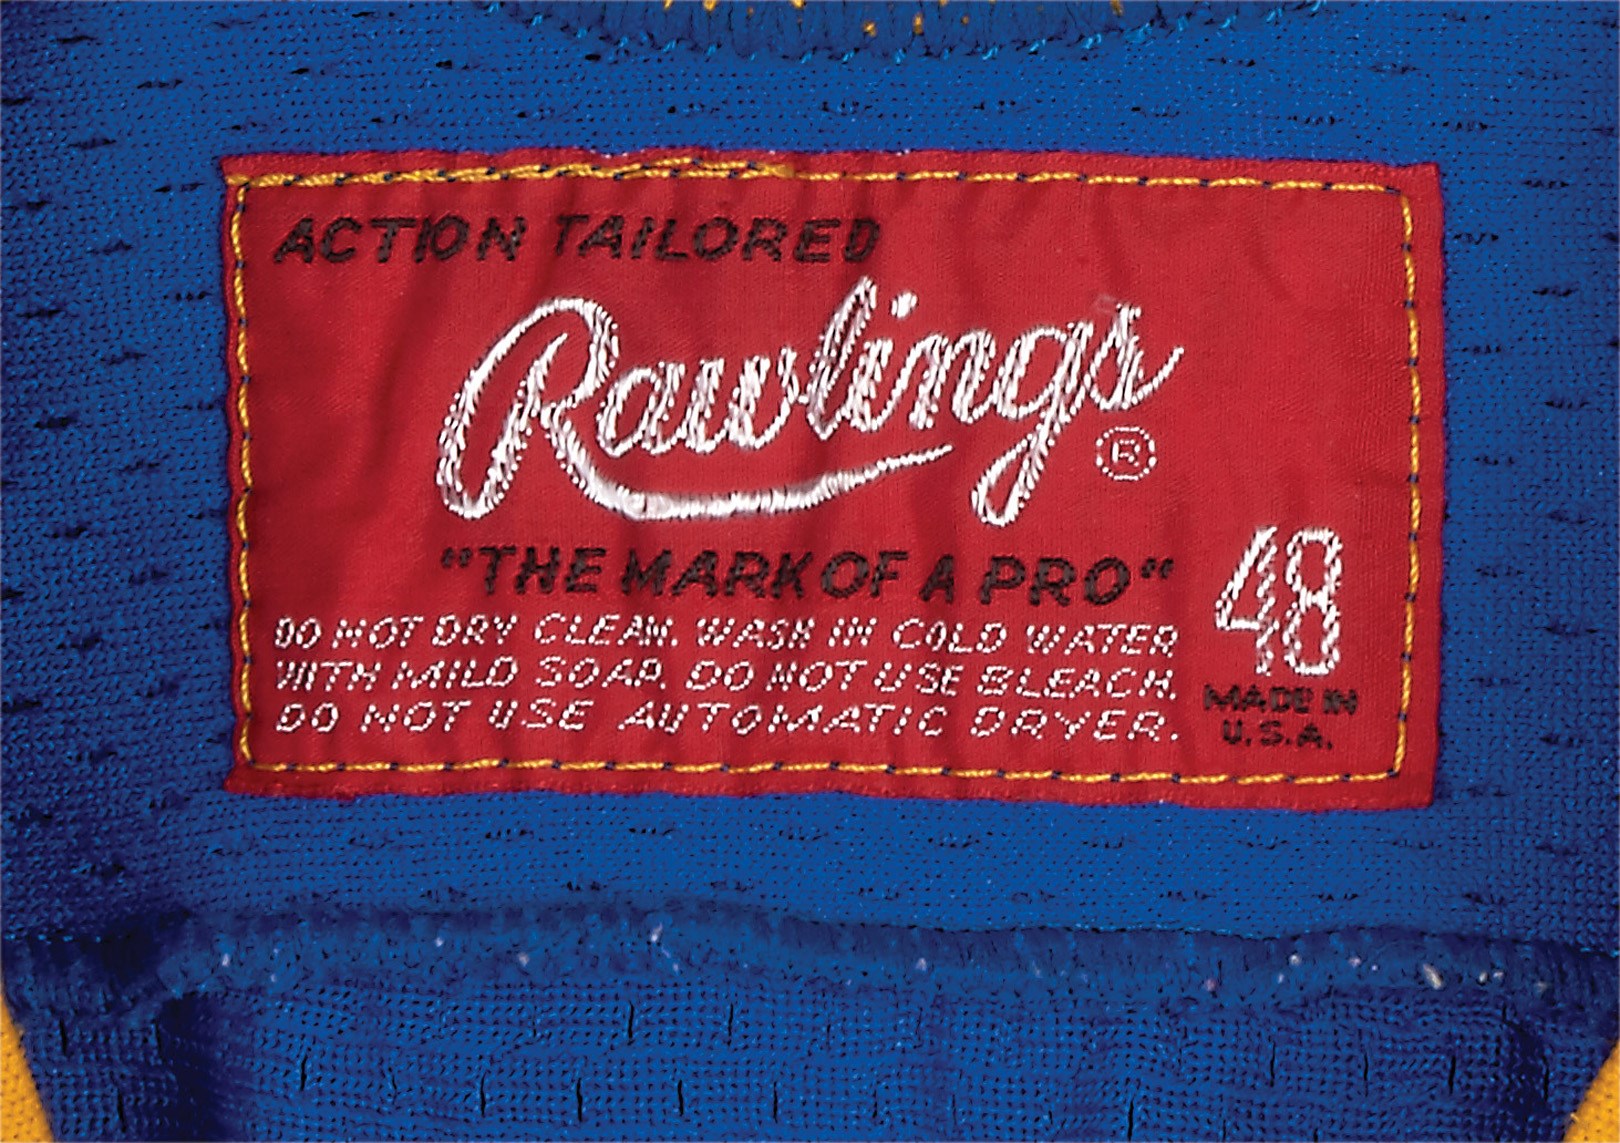 ACTION TAILORED
Rawlings ®
"THE MARK OF A PRO"
48
DO NOT DRY CLEAN. WASH IN COLD WATER
WITH MILD SOAP. DO NOT USE BLEACH.
DO NOT USE AUTOMATIC DRYER.
MADE IN
U.S.A.